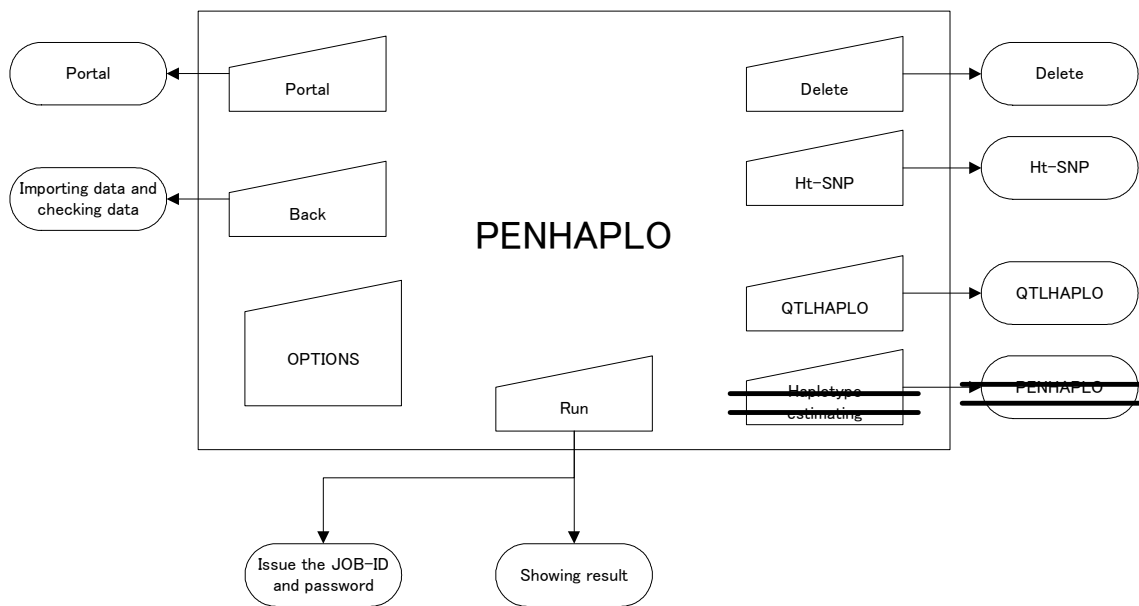 Portal
Portal
Delete
Delete
Importing data and
checking data
Back
Ht-SNP
Ht-SNP
PENHAPLO
QTLHAPLO
QTLHAPLO
OPTIONS
Run
Haplotype
estimating
PENHAPLO
Issue the JOB-ID
and password
Showing result